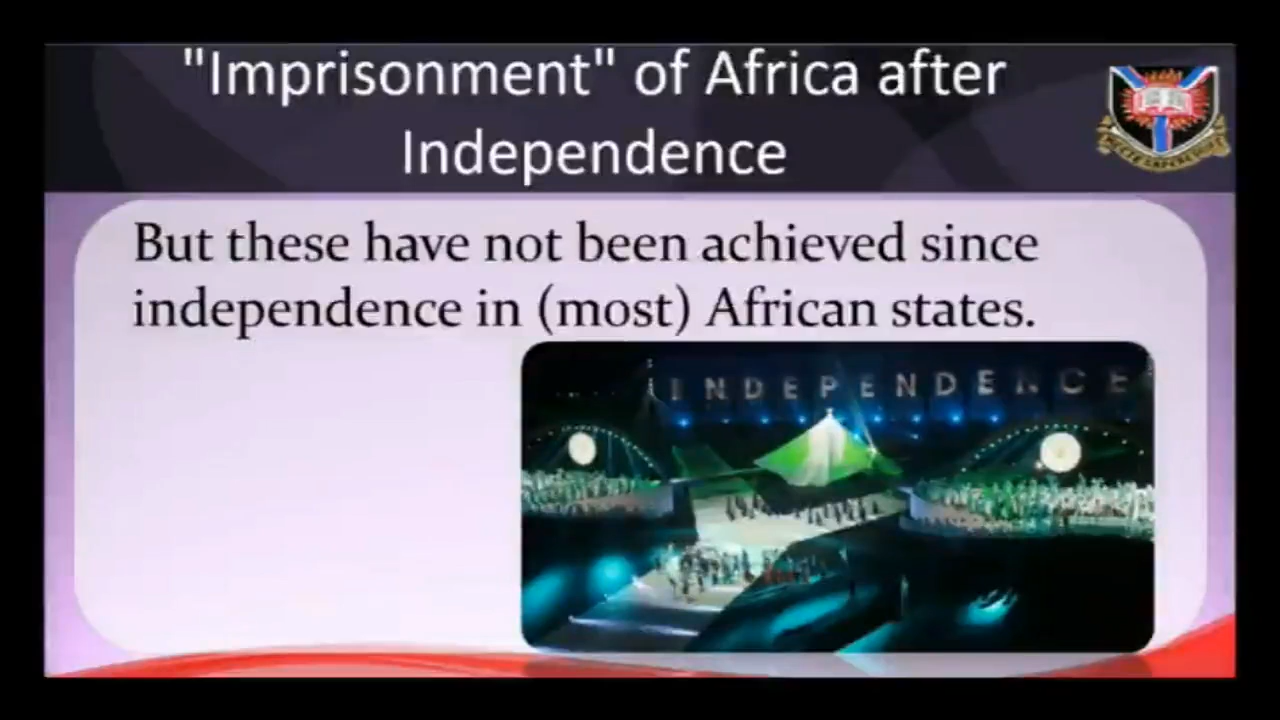 "Imprisonment" of Africa after
Independence
But these have not been achieved since
independence in (most) African states.
INDEPENDENCE